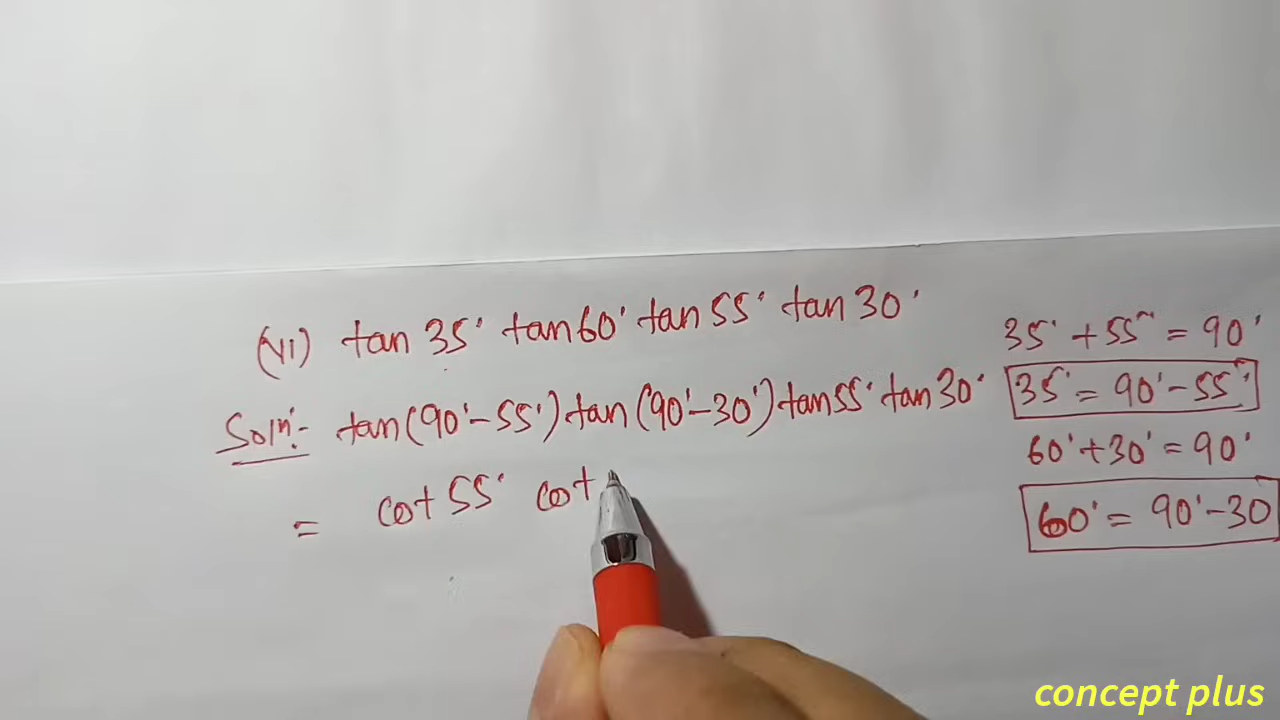 (vi) tan 35° tan 60° tan 55° tan 30°
Soln:- tan(90°-55°) tan(90°-30°) tan 55° tan 30°
= cot 55° cot
35° + 55° = 90°
35° = 90° - 55°
60° + 30° = 90°
60° = 90° - 30
concept plus